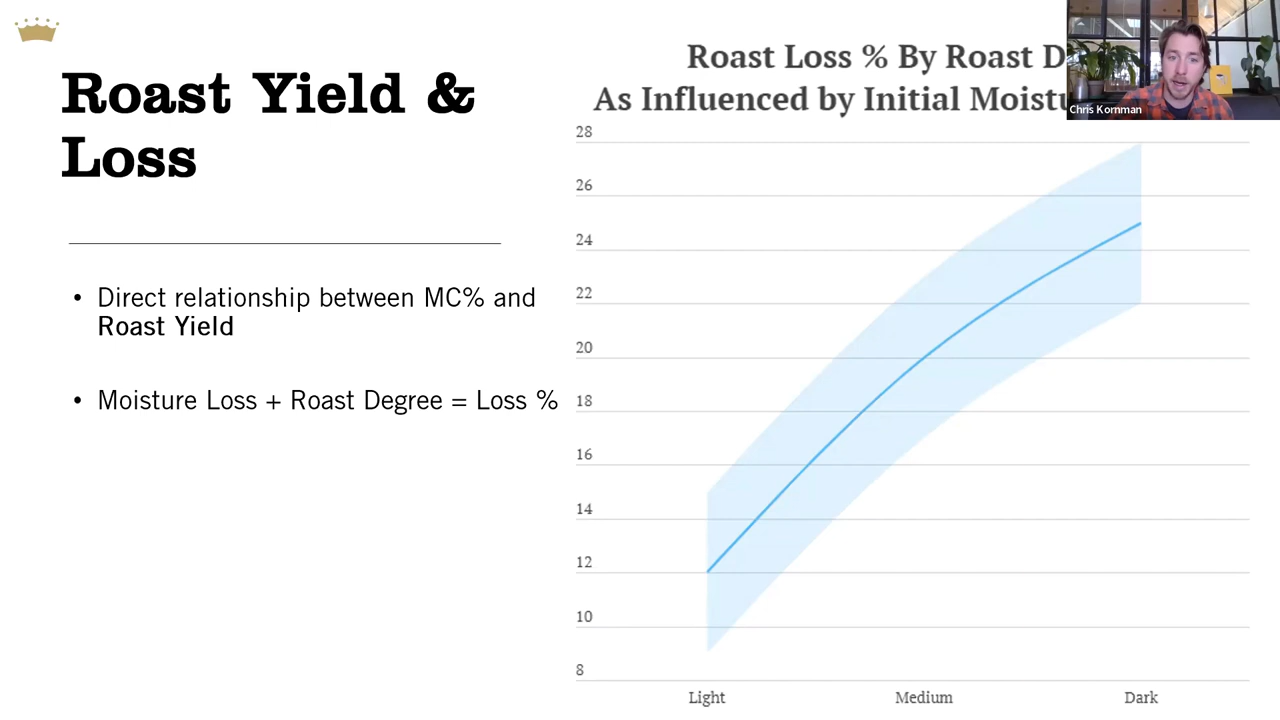 Roast Yield &
Loss
• Direct relationship between MC% and
Roast Yield
• Moisture Loss + Roast Degree = Loss %
Roast Loss % By Roast D
As Influenced by Initial Moistu
Chris Kornman
28
26
24
22
20
18
16
14
12
10
8
Light Medium Dark